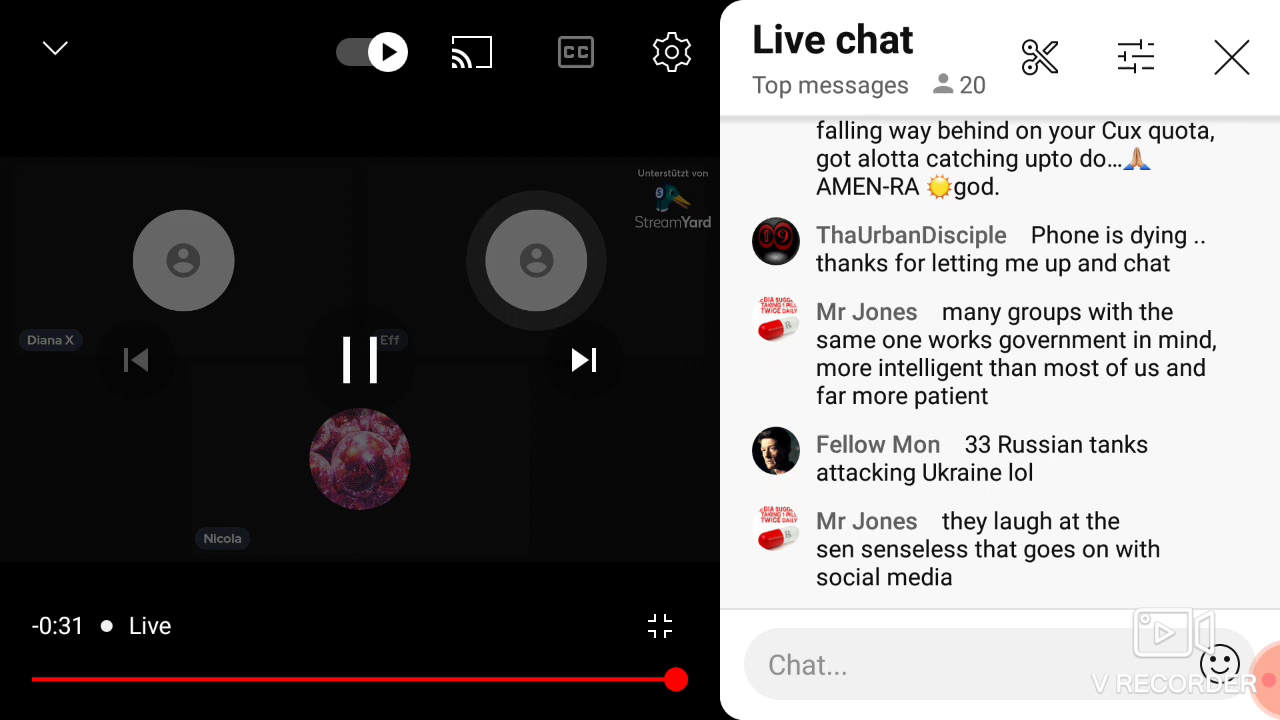 CC
Unterstützt von
StreamYard
Diana X
Eff
Nicola
-0:31 ● Live
Live chat
Top messages 20
falling way behind on your Cux quota,
got alotta catching upto do...🙏🏽
AMEN-RA 🌞god.
ThaUrbanDisciple Phone is dying ..
thanks for letting me up and chat
Mr Jones many groups with the
same one works government in mind,
more intelligent than most of us and
far more patient
Fellow Mon 33 Russian tanks
attacking Ukraine lol
Mr Jones they laugh at the
sen senseless that goes on with
social media
Chat...
V RECORDER